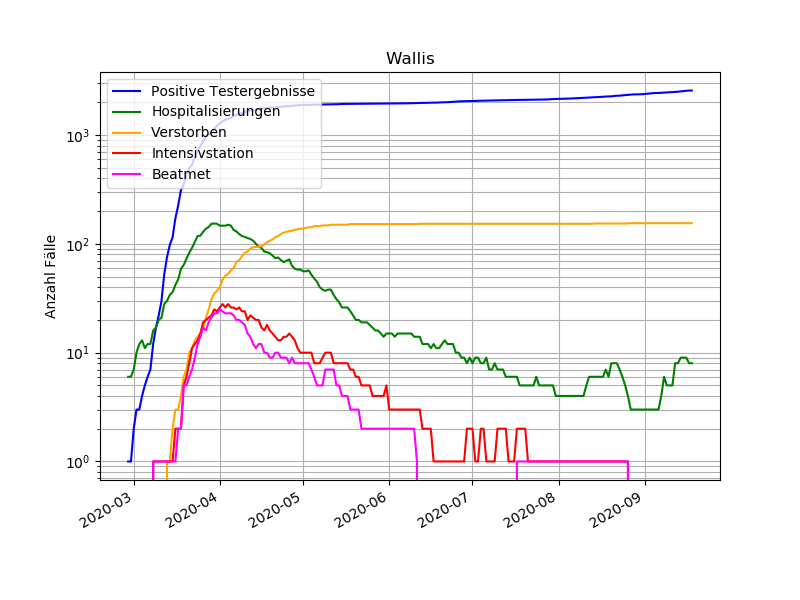 Wallis
Positive Testergebnisse
Hospitalisierungen
Verstorben
Intensivstation
Beatmet
Anzahl Fälle
10³
10²
10¹
10⁰
2020-03
2020-04
2020-05
2020-06
2020-07
2020-08
2020-09